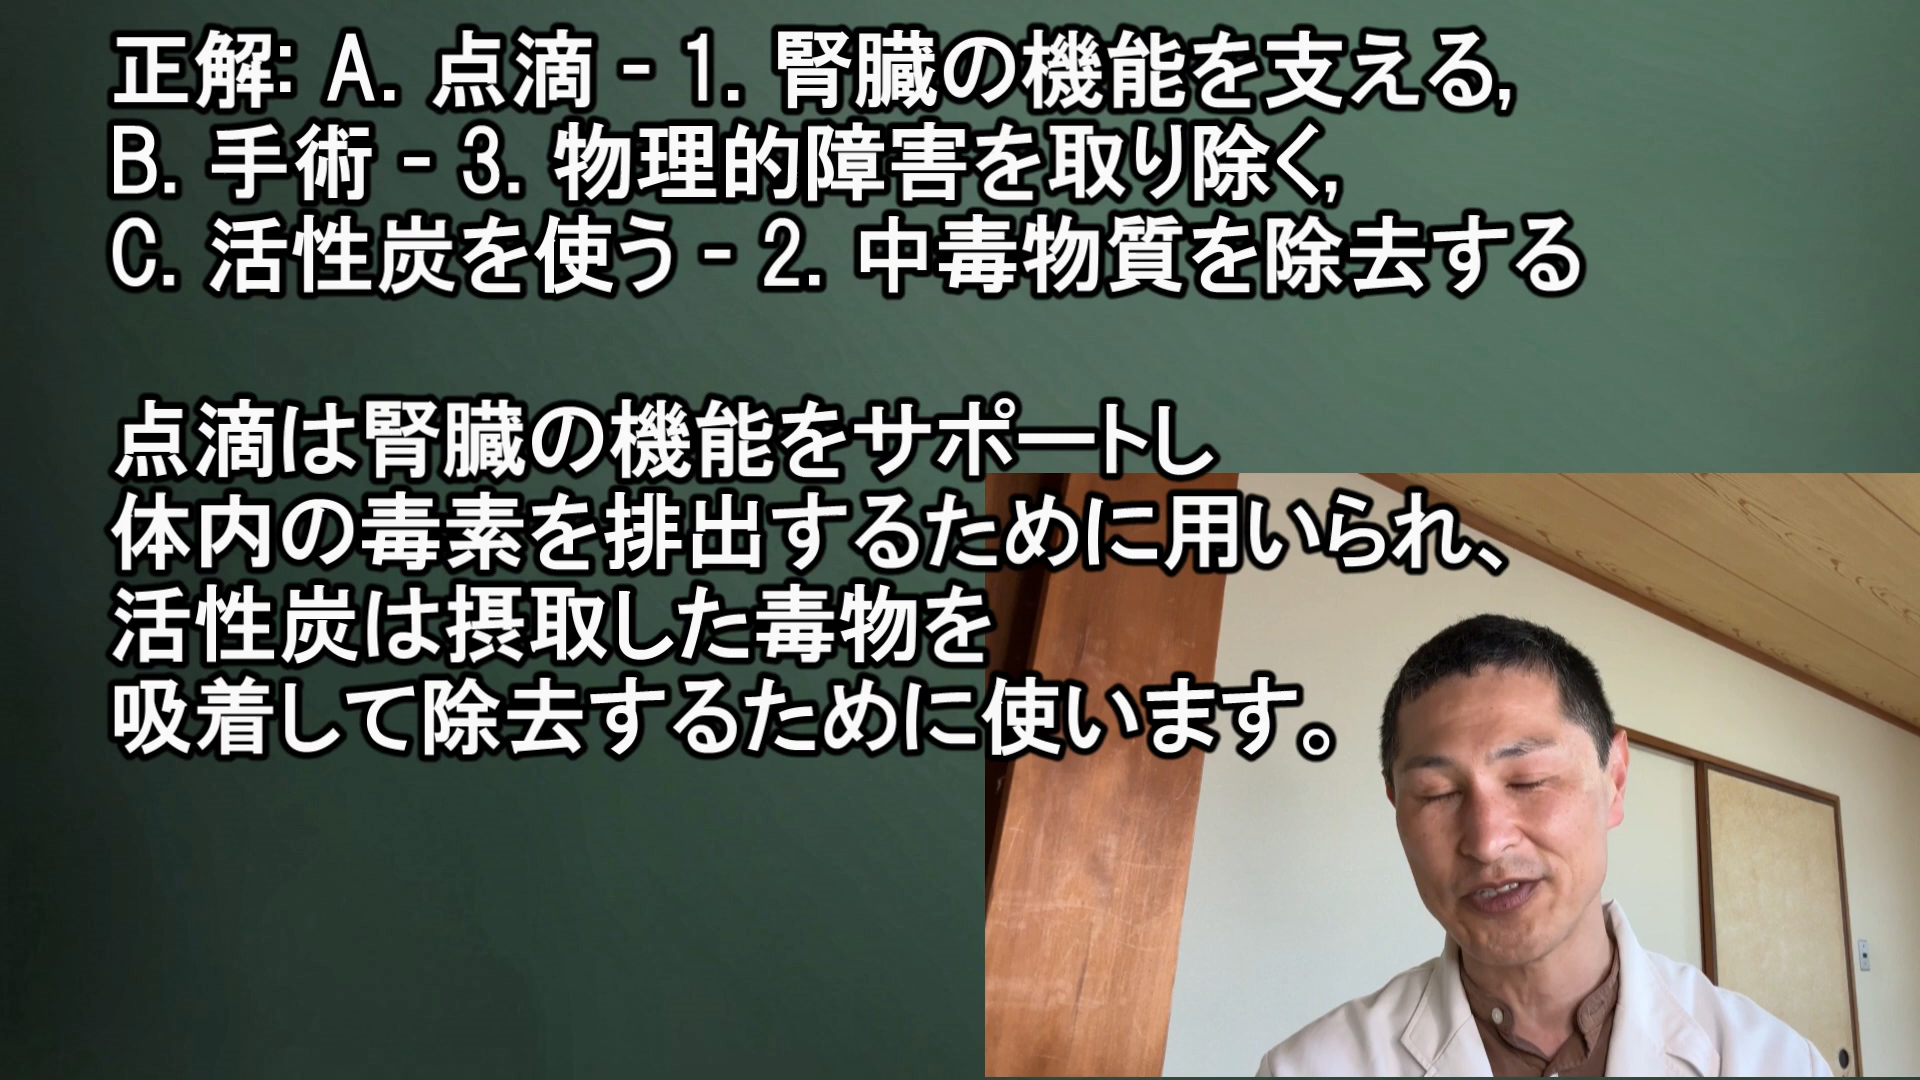 正解: A. 点滴 - 1. 腎臓の機能を支える,
B. 手術 - 3. 物理的障害を取り除く,
C. 活性炭を使う - 2. 中毒物質を除去する
点滴は腎臓の機能をサポートし
体内の毒素を排出するために用いられ、
活性炭は摂取した毒物を
吸着して除去するために使います。